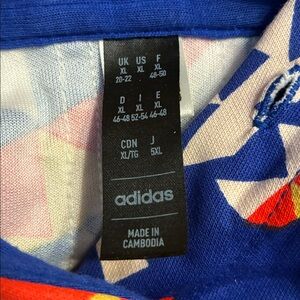 UK US F
XL XL XL
20-22 48-50
D I E
XL XL XL
46-48 52-54 46-48
CDN J
XL/TG 5XL
adidas
MADE IN
CAMBODIA